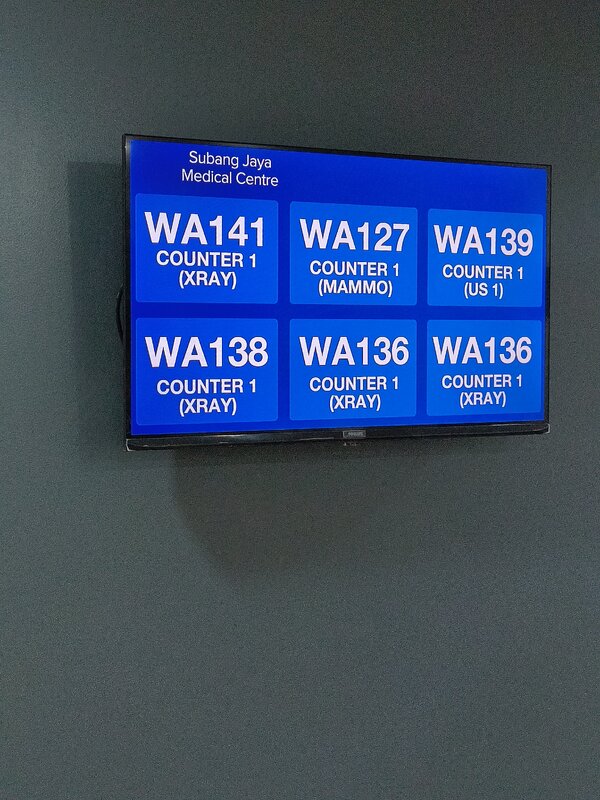 Subang Jaya
Medical Centre
WA141
COUNTER 1
(XRAY)
WA127
COUNTER 1
(MAMMO)
WA139
COUNTER 1
(US 1)
WA138
COUNTER 1
(XRAY)
WA136
COUNTER 1
(XRAY)
WA136
COUNTER 1
(XRAY)